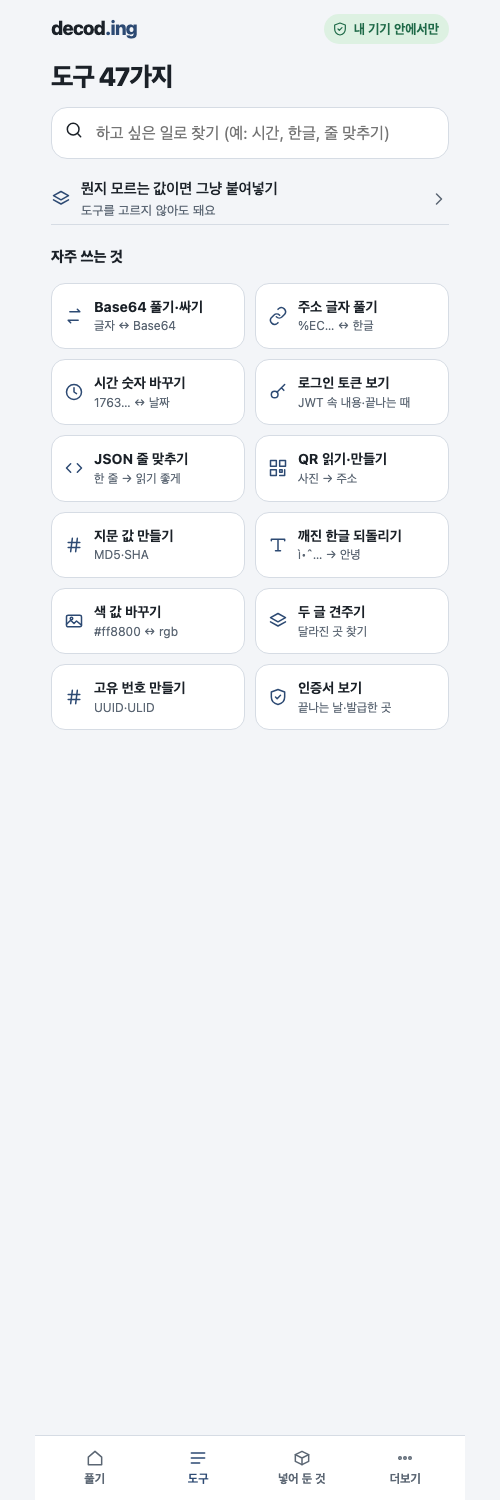 decod.ing
내 기기 안에서만
도구 47가지
하고 싶은 일로 찾기 (예: 시간, 한글, 줄 맞추기)
뭔지 모르는 값이면 그냥 붙여넣기
도구를 고르지 않아도 돼요
자주 쓰는 것
Base64 풀기·싸기
글자 ↔ Base64
주소 글자 풀기
%EC... ↔ 한글
시간 숫자 바꾸기
1763... ↔ 날짜
로그인 토큰 보기
JWT 속 내용·끝나는 때
JSON 줄 맞추기
한 줄 → 읽기 좋게
QR 읽기·만들기
사진 → 주소
지문 값 만들기
MD5·SHA
깨진 한글 되돌리기
ì•ˆ... → 안녕
색 값 바꾸기
#ff8800 ↔ rgb
두 글 견주기
달라진 곳 찾기
고유 번호 만들기
UUID·ULID
인증서 보기
끝나는 날·발급한 곳
풀기
도구
넣어 둔 것
더보기